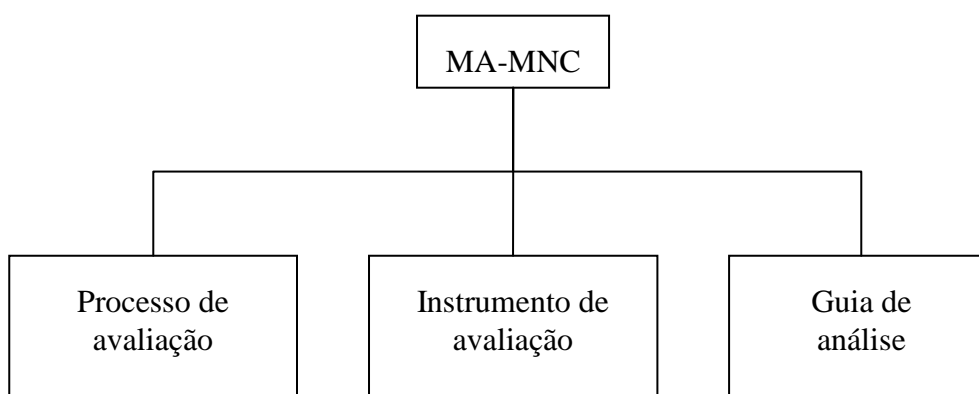 MA-MNC
Processo de
avaliação
Instrumento de
avaliação
Guia de
análise